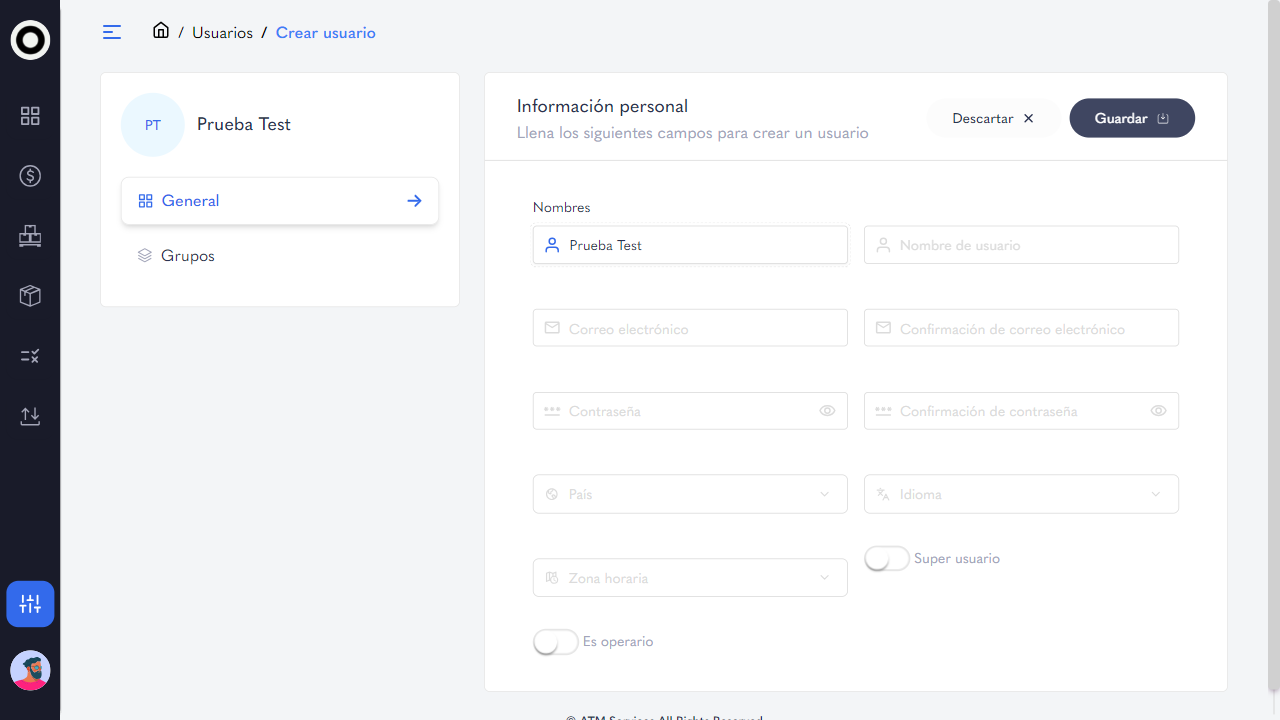 / Usuarios / Crear usuario
PT
Prueba Test
General
Grupos
Información personal
Llena los siguientes campos para crear un usuario
Descartar
Guardar
Nombres
Prueba Test
Nombre de usuario
Correo electrónico
Confirmación de correo electrónico
Contraseña
Confirmación de contraseña
País
Idioma
Zona horaria
Super usuario
Es operario
© ATM Services All Rights Reserved